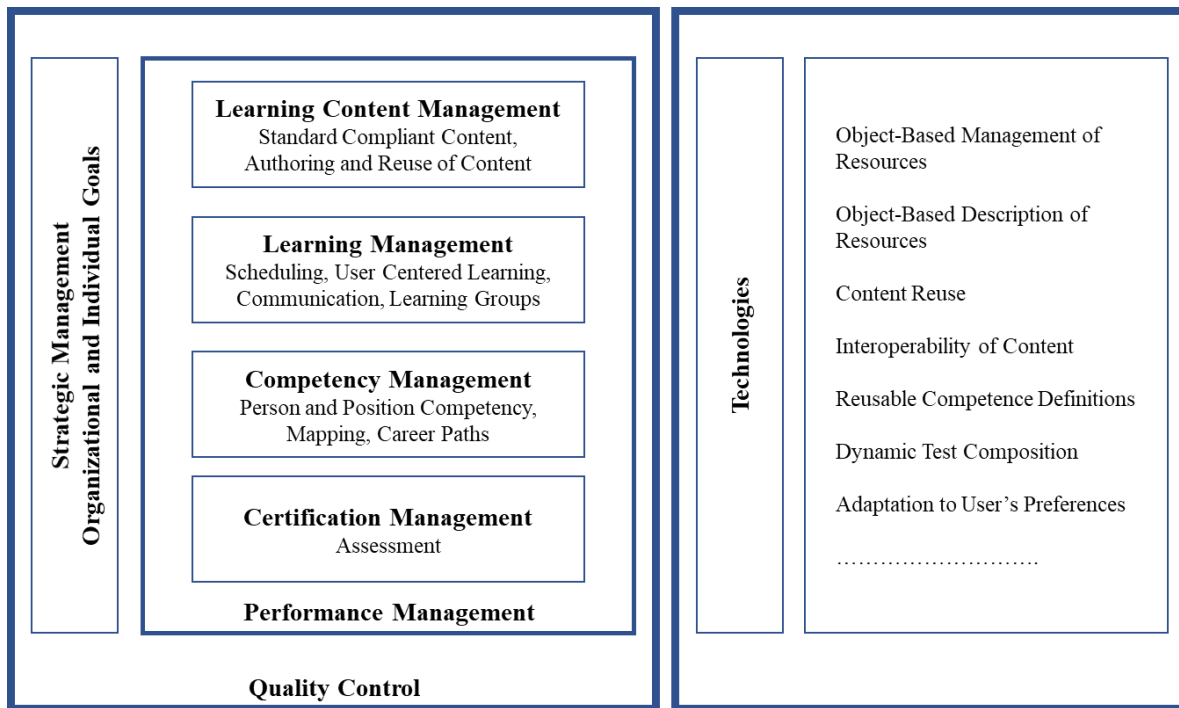 Strategic Management
Organizational and Individual Goals
Learning Content Management
Standard Compliant Content,
Authoring and Reuse of Content
Learning Management
Scheduling, User Centered Learning,
Communication, Learning Groups
Competency Management
Person and Position Competency,
Mapping, Career Paths
Certification Management
Assessment
Performance Management
Quality Control
Technologies
Object-Based Management of
Resources
Object-Based Description of
Resources
Content Reuse
Interoperability of Content
Reusable Competence Definitions
Dynamic Test Composition
Adaptation to User’s Preferences
……………………….